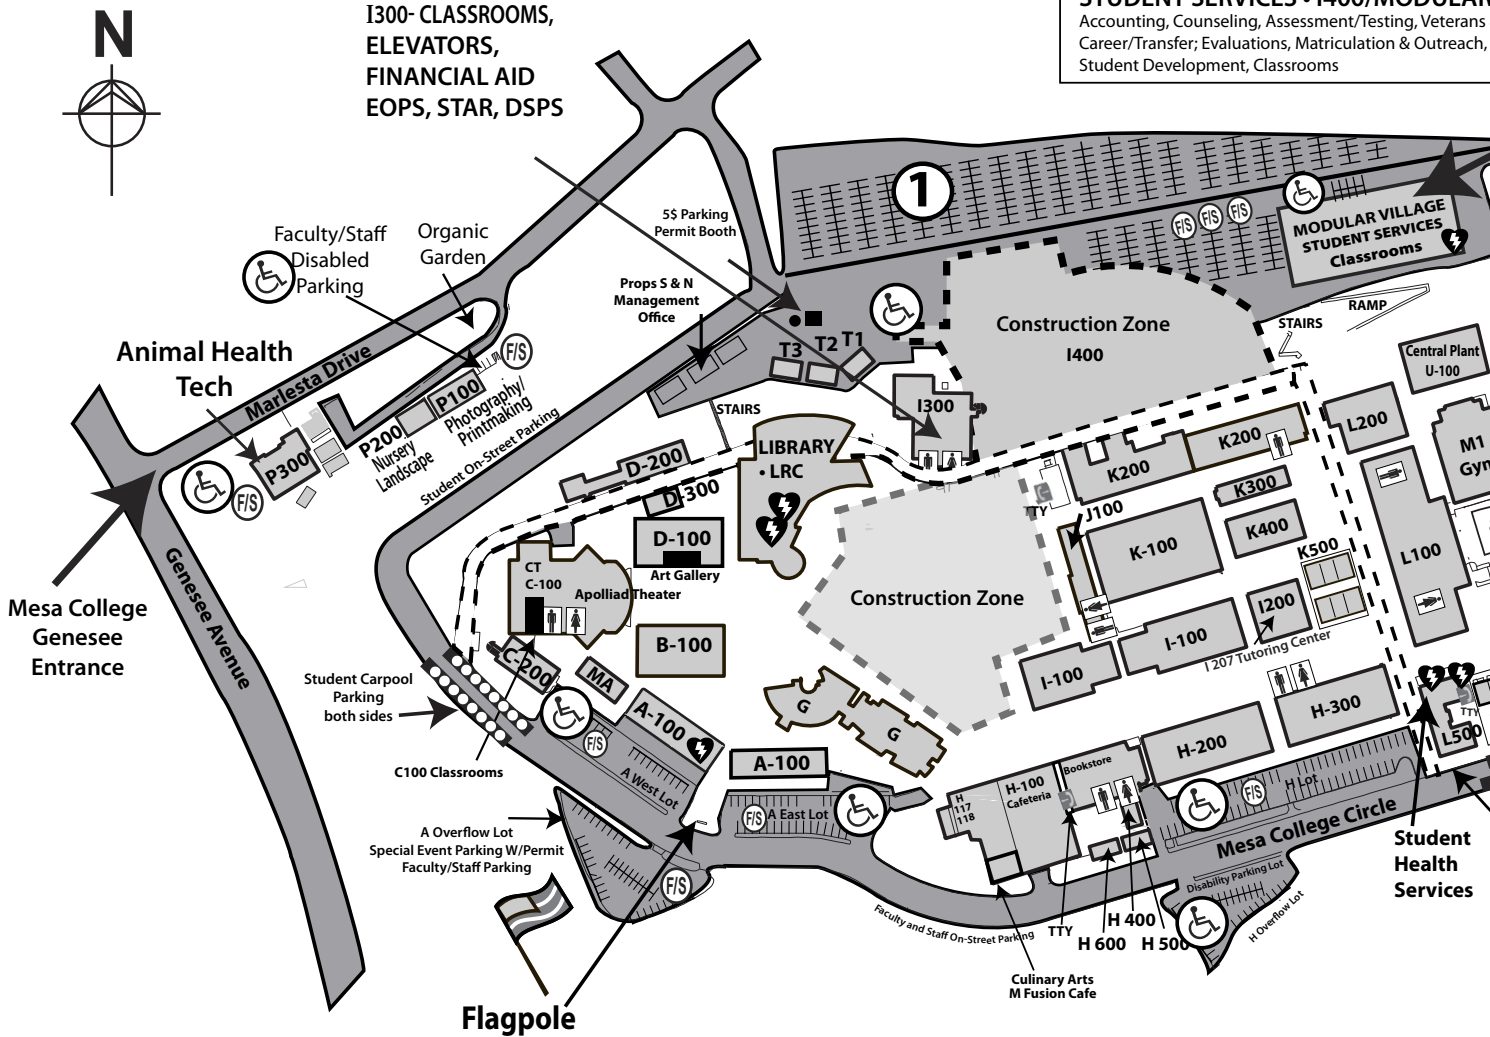 N
I300- CLASSROOMS,
ELEVATORS,
FINANCIAL AID
EOPS, STAR, DSPS
Accounting, Counseling, Assessment/Testing, Veterans
Career/Transfer; Evaluations, Matriculation & Outreach,
Student Development, Classrooms
1
F/S
F/S
F/S
MODULAR VILLAGE
STUDENT SERVICES
Classrooms
5$ Parking
Permit Booth
Faculty/Staff
Disabled
Parking
Organic
Garden
Props S & N
Management
Office
Construction Zone
I400
STAIRS
RAMP
Central Plant
U-100
T3
T2
T1
Animal Health
Tech
Marlesta Drive
F/S
P100
Photography/
Printmaking
P200
Nursery
Landscape
P300
F/S
Student On-Street Parking
STAIRS
I300
LIBRARY
• LRC
D-200
D-300
D-100
Art Gallery
K200
K200
K300
K400
K500
L200
M1
Gym
L100
TTY
J100
K-100
CT
C-100
Apolliad Theater
Construction Zone
I200
I-100
I-100
I 207 Tutoring Center
Mesa College
Genesee
Entrance
Genesee Avenue
B-100
C-200
MA
A-100
G
G
Student Carpool
Parking
both sides
F/S
C100 Classrooms
A West Lot
A-100
H-300
H-200
TTY
L500
Bookstore
H-100
Cafeteria
H
117
118
H Lot
F/S
Mesa College Circle
F/S
A East Lot
A Overflow Lot
Special Event Parking W/Permit
Faculty/Staff Parking
F/S
Disability Parking Lot
H Overflow Lot
Student
Health
Services
Faculty and Staff On-Street Parking
TTY
H 400
H 600
H 500
Culinary Arts
M Fusion Cafe
Flagpole